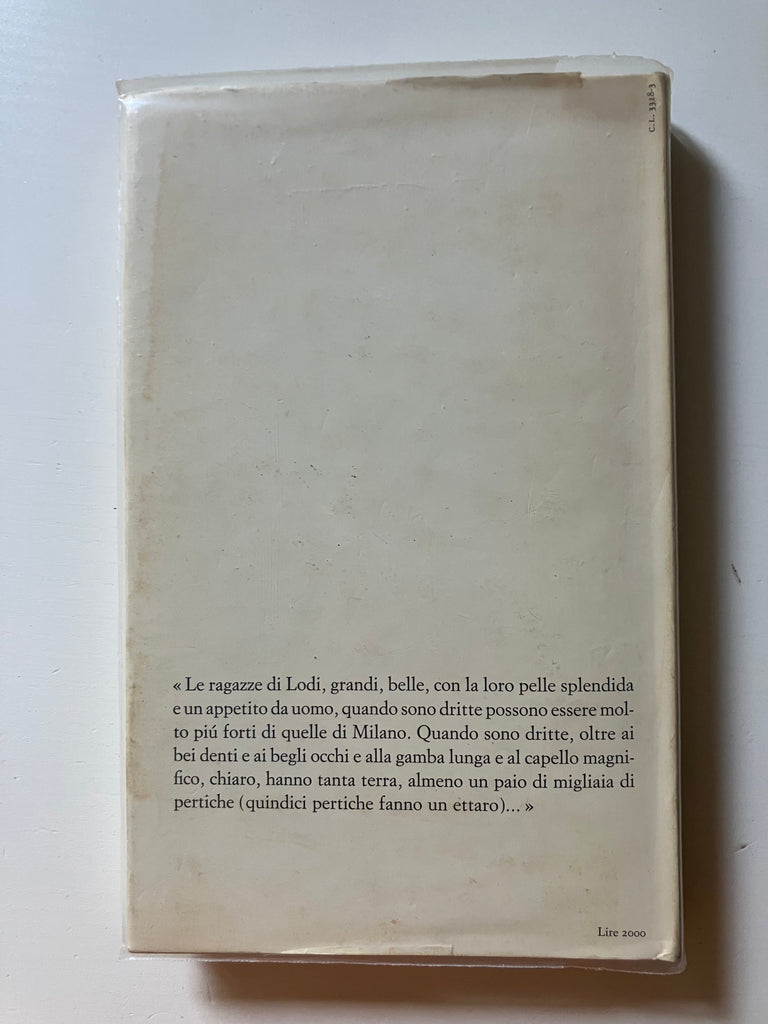 C. L. 3318-3
« Le ragazze di Lodi, grandi, belle, con la loro pelle splendida
e un appetito da uomo, quando sono dritte possono essere mol-
to piú forti di quelle di Milano. Quando sono dritte, oltre ai
bei denti e ai begli occhi e alla gamba lunga e al capello magni-
fico, chiaro, hanno tanta terra, almeno un paio di migliaia di
pertiche (quindici pertiche fanno un ettaro)... »
Lire 2000